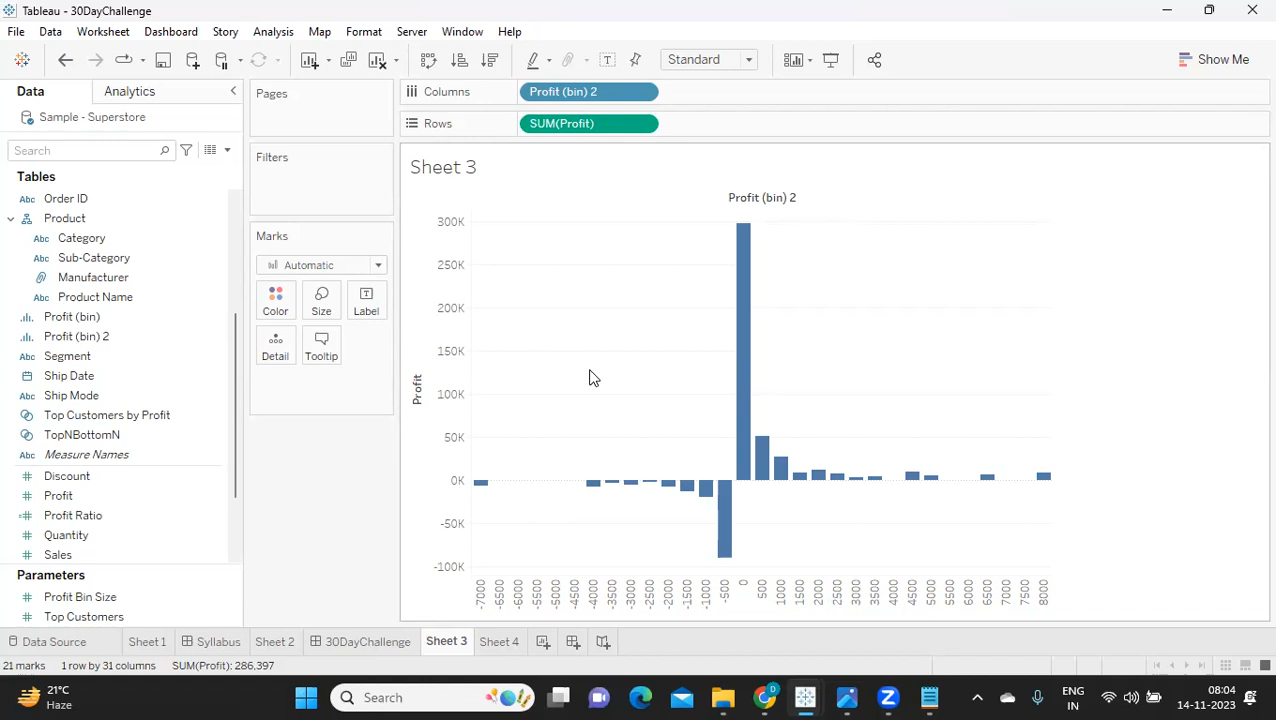 Tableau - 30DayChallenge
File Data Worksheet Dashboard Story Analysis Map Format Server Window Help
Standard
Show Me
Data Analytics
Sample - Superstore
Search
Tables
Abc Order ID
Product
Abc Category
Abc Sub-Category
Manufacturer
Abc Product Name
Profit (bin)
Profit (bin) 2
Abc Segment
Ship Date
Abc Ship Mode
Top Customers by Profit
TopNBottomN
Abc Measure Names
Discount
Profit
Profit Ratio
Quantity
Sales
Parameters
Profit Bin Size
Top Customers
Pages
Filters
Marks
Automatic
Color Size Label
Detail Tooltip
Columns Profit (bin) 2
Rows SUM(Profit)
Sheet 3
Profit (bin) 2
300K
250K
200K
150K
100K
50K
0K
-50K
-100K
Profit
-7000 -6500 -6000 -5500 -5000 -4500 -4000 -3500 -3000 -2500 -2000 -1500 -1000 -500 0 500 1000 1500 2000 2500 3000 3500 4000 4500 5000 5500 6000 6500 7000 7500 8000
Data Source Sheet 1 Syllabus Sheet 2 30DayChallenge Sheet 3 Sheet 4
21 marks 1 row by 31 columns SUM(Profit): 286,397
21°C
Haze
Search
ENG
IN
08:04
14-11-2023